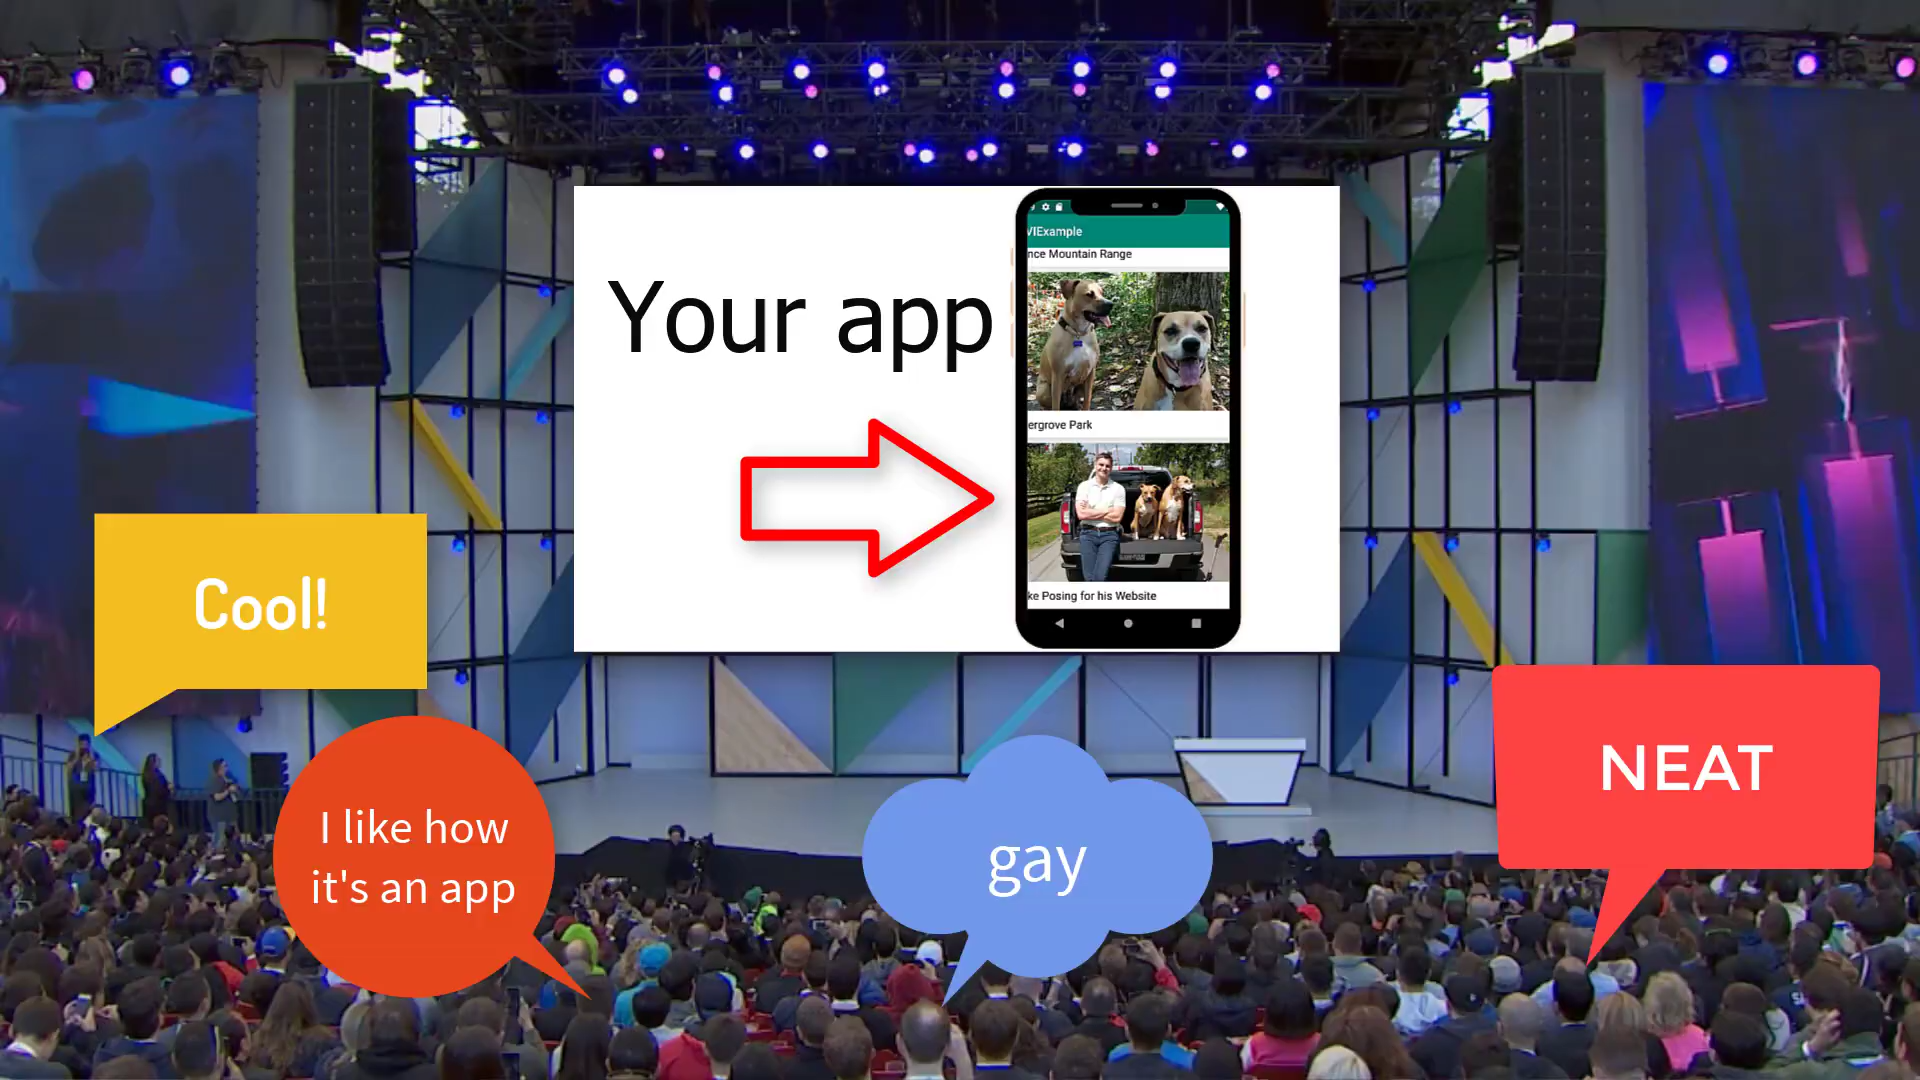 VIExample
nce Mountain Range
Your app
ergrove Park
ke Posing for his Website
Cool!
I like how
it's an app
gay
NEAT